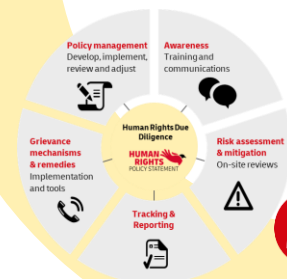 Policy management
Develop, implement,
review and adjust
Awareness
Training and
communications
Human Rights Due
Diligence
HUMAN
RIGHTS
POLICY STATEMENT
Grievance
mechanisms
& remedies
Implementation
and tools
Risk assessment
& mitigation
On-site reviews
Tracking &
Reporting